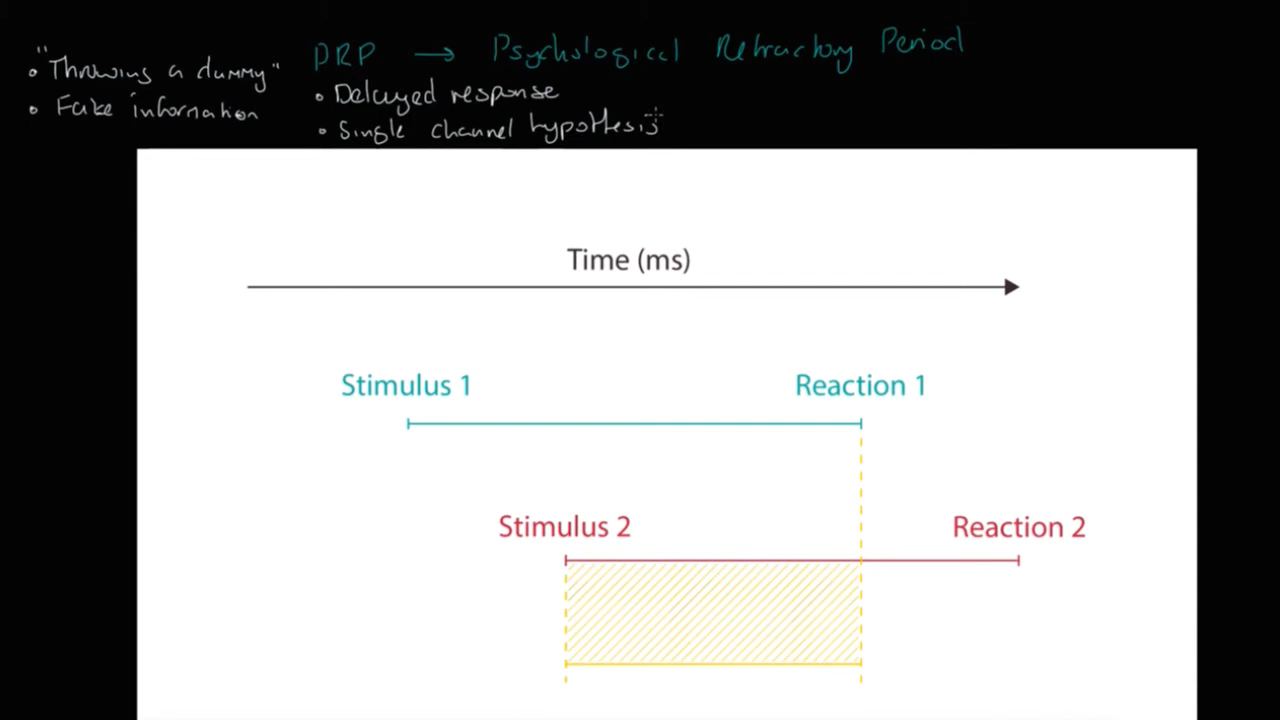 "Throwing a dummy"
• Fake information
PRP → Psychological Refractory Period
• Delayed response
• Single channel hypothesis
Time (ms)
Stimulus 1 Reaction 1
Stimulus 2 Reaction 2